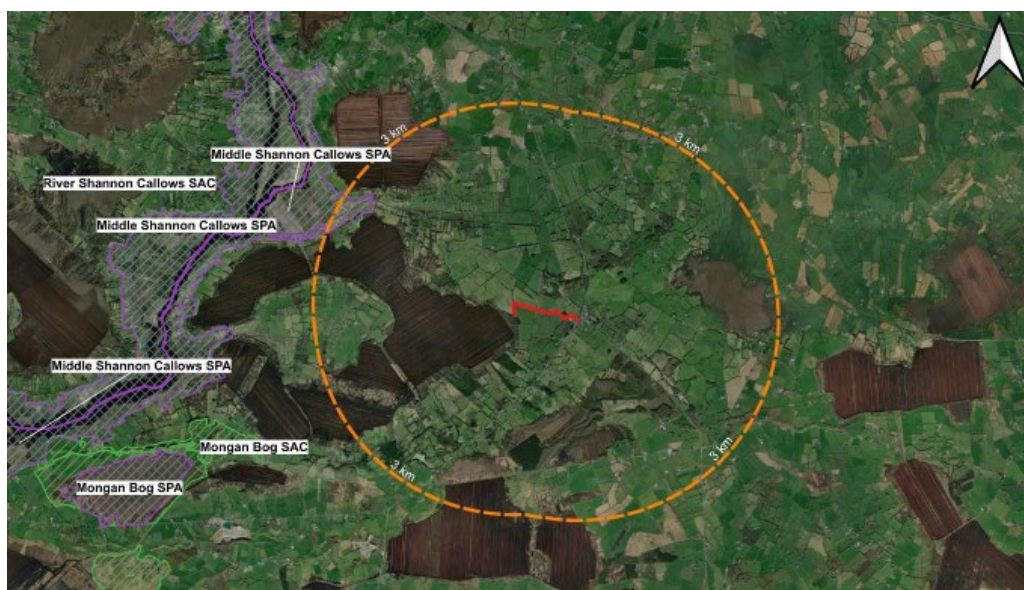 3 km
3 km
Middle Shannon Callows SPA
River Shannon Callows SAC
Middle Shannon Callows SPA
Middle Shannon Callows SPA
Mongan Bog SAC
3 km
3 km
Mongan Bog SPA